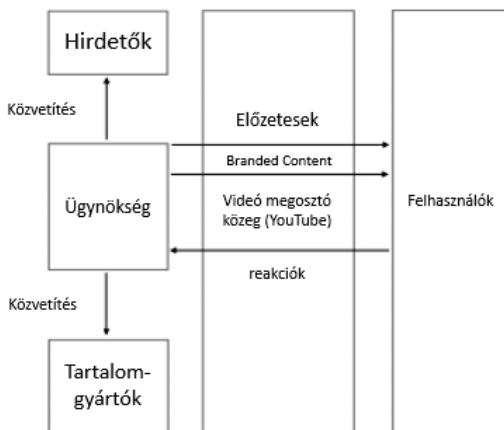 Hirdetők
Közvetítés
Előzetesek
Branded Content
Ügynökség
Videó megosztó
közeg (YouTube)
Felhasználók
reakciók
Közvetítés
Tartalom-
gyártók